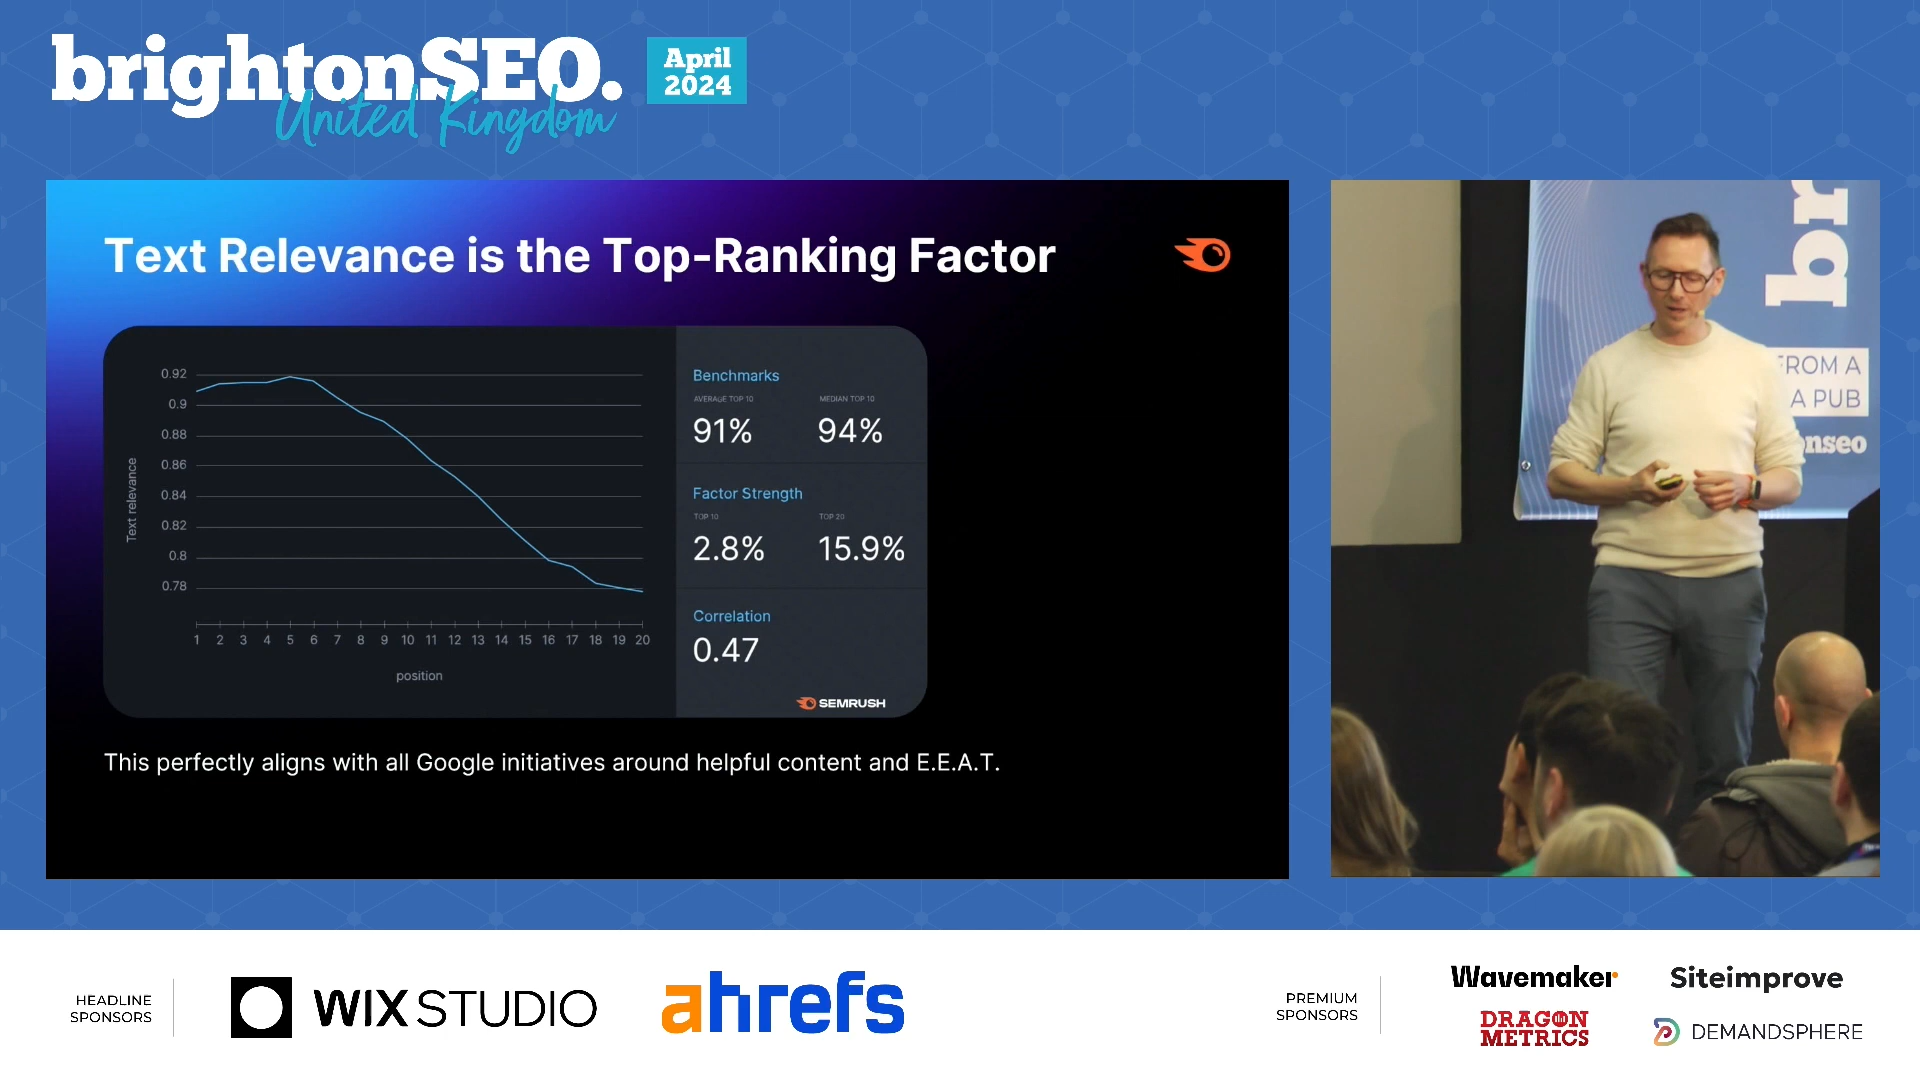 brightonSEO.
United Kingdom
April
2024
Text Relevance is the Top-Ranking Factor
0.92
0.9
0.88
0.86
0.84
0.82
0.8
0.78
Text relevance
1 2 3 4 5 6 7 8 9 10 11 12 13 14 15 16 17 18 19 20
position
Benchmarks
AVERAGE TOP 10 MEDIAN TOP 10
91% 94%
Factor Strength
TOP 10 TOP 20
2.8% 15.9%
Correlation
0.47
SEMRUSH
This perfectly aligns with all Google initiatives around helpful content and E.E.A.T.
br
FROM A
A PUB
onseo
HEADLINE
SPONSORS
WIX STUDIO
ahrefs
PREMIUM
SPONSORS
Wavemaker
Siteimprove
DRAGON
METRICS
DEMANDSPHERE